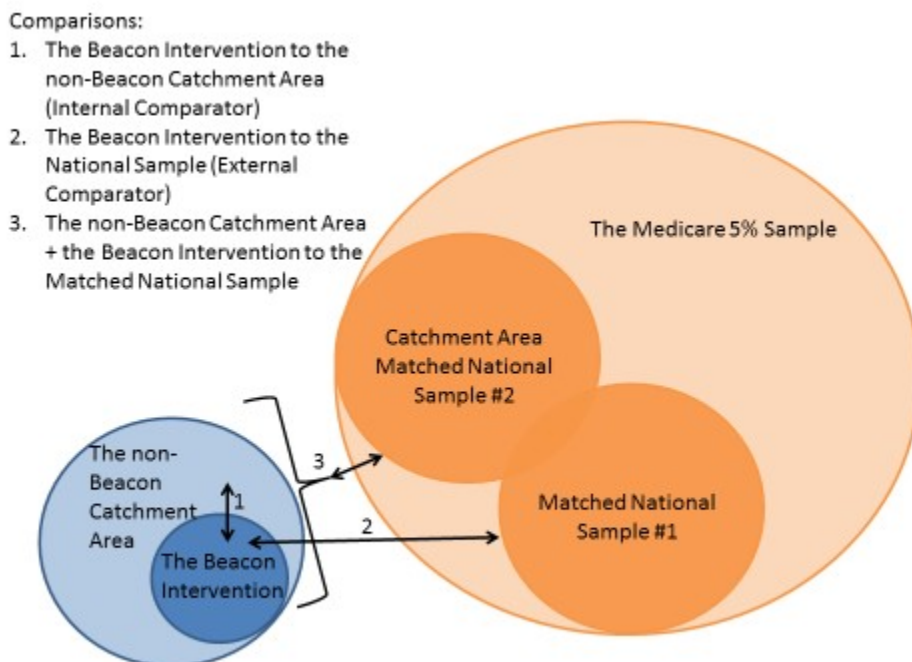 Comparisons:
1. The Beacon Intervention to the
non-Beacon Catchment Area
(Internal Comparator)
2. The Beacon Intervention to the
National Sample (External
Comparator)
3. The non-Beacon Catchment Area
+ the Beacon Intervention to the
Matched National Sample
The Medicare 5% Sample
Catchment Area
Matched National
Sample #2
Matched National
Sample #1
3
2
1
The non-
Beacon
Catchment
Area
The Beacon
Intervention